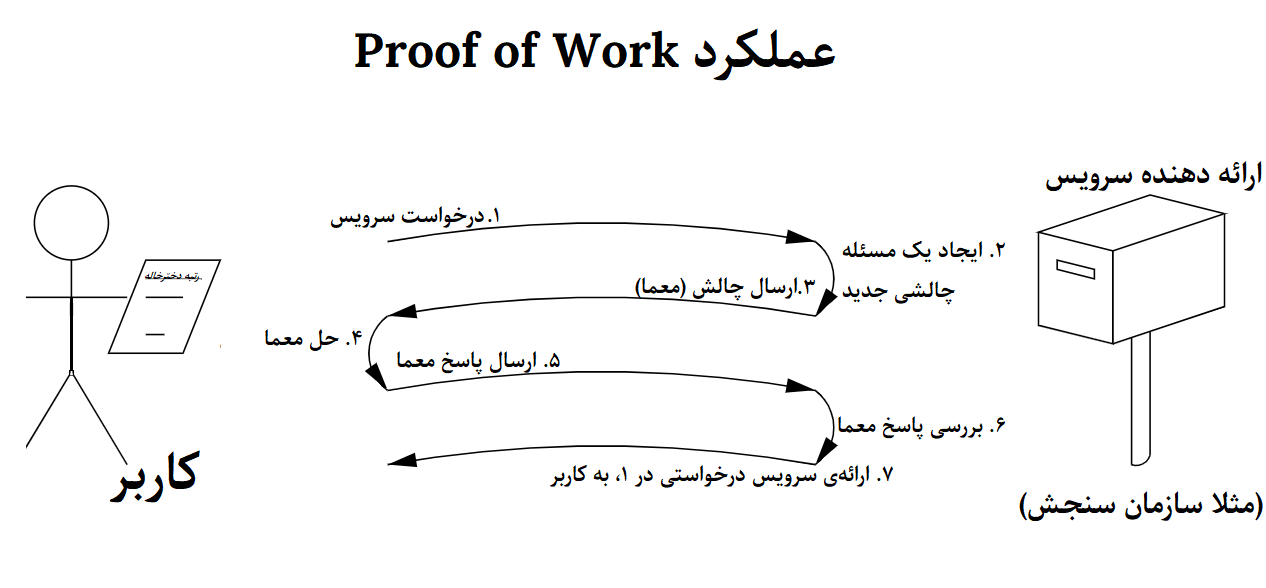 عملکرد Proof of Work
ارائه دهنده سرویس
۱.درخواست سرویس
۲. ایجاد یک مسئله
چالشی جدید
۳.ارسال چالش (معما)
۴. حل معما
۵. ارسال پاسخ معما
۶. بررسی پاسخ معما
۷. ارائه‌ی سرویس درخواستی در ۱، به کاربر
رتبه دخترخاله
کاربر
(مثلا سازمان سنجش)